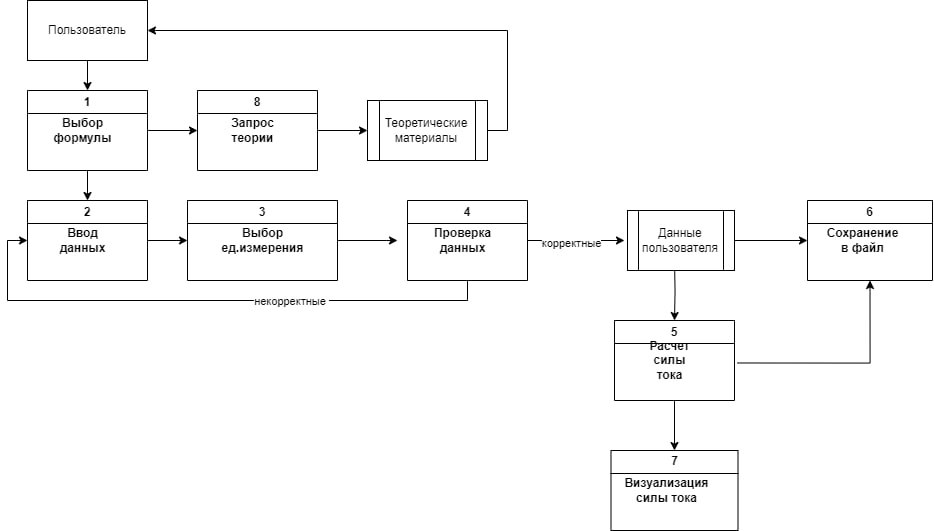 Пользователь
1
Выбор
формулы
8
Запрос
теории
Теоретические
материалы
2
Ввод
данных
3
Выбор
ед.измерения
4
Проверка
данных
корректные
Данные
пользователя
6
Сохранение
в файл
некорректные
5
Расчет
силы
тока
7
Визуализация
силы тока